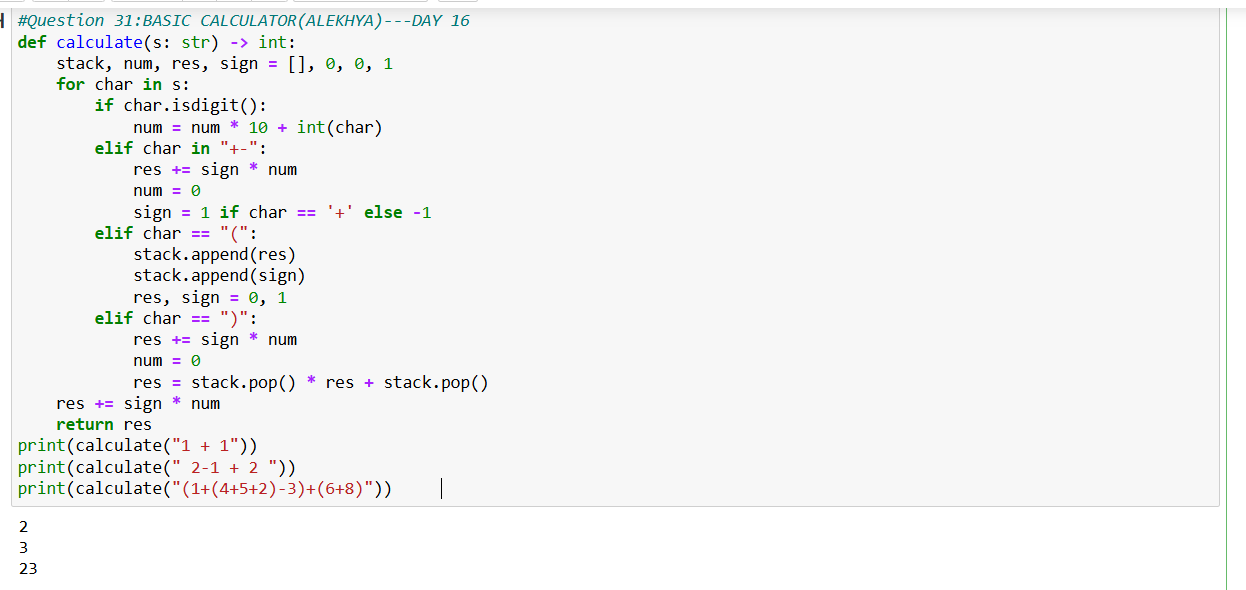 #Question 31:BASIC CALCULATOR(ALEKHYA)---DAY 16
def calculate(s: str) -> int:
    stack, num, res, sign = [], 0, 0, 1
    for char in s:
        if char.isdigit():
            num = num * 10 + int(char)
        elif char in "+-":
            res += sign * num
            num = 0
            sign = 1 if char == '+' else -1
        elif char == "(":
            stack.append(res)
            stack.append(sign)
            res, sign = 0, 1
        elif char == ")":
            res += sign * num
            num = 0
            res = stack.pop() * res + stack.pop()
    res += sign * num
    return res
print(calculate("1 + 1"))
print(calculate(" 2-1 + 2 "))
print(calculate("(1+(4+5+2)-3)+(6+8)"))
2
3
23